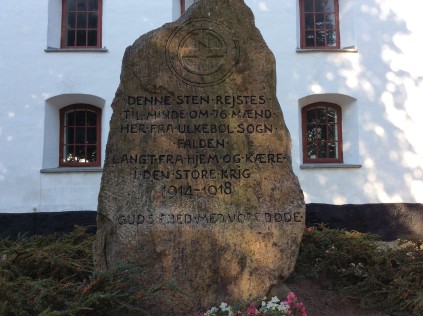 DENNE STEN REJSTES
TIL MINDE OM 76 MÆND
HER FRA ULKEBØL SOGN
FALDEN
LANGT FRA HJEM OG KÆRE
I DEN STORE KRIG
1914-1918
GUDS FRED MED VORE DØDE